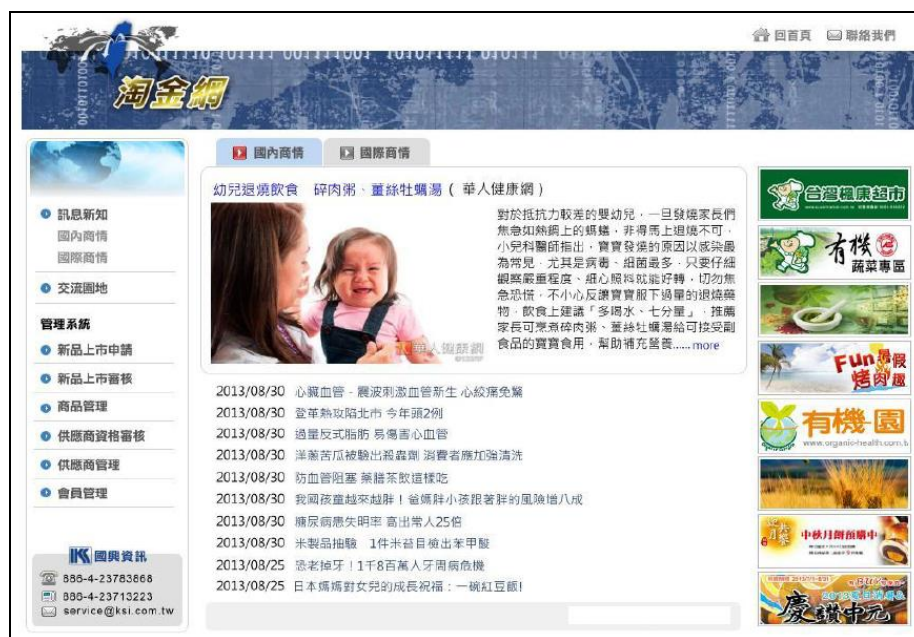 回首頁 聯絡我們
淘金網
國內商情 國際商情
訊息新知
國內商情
國際商情
交流園地
管理系統
新品上市申請
新品上市審核
商品管理
供應商資格審核
供應商管理
會員管理
IKS 國興資訊
886-4-23783868
886-4-23713223
service@ksi.com.tw
幼兒退燒飲食 碎肉粥、薑絲牡蠣湯 ( 華人健康網 )
對於抵抗力較差的嬰幼兒，一旦發燒家長們
焦急如熱鍋上的螞蟻，非得馬上退燒不可，
小兒科醫師指出，寶寶發燒的原因以感染最
為常見，尤其是病毒、細菌最多，只要仔細
觀察嚴重程度、細心照料就能好轉，切勿焦
急恐慌，不小心反讓寶寶服下過量的退燒藥
物，飲食上建議「多喝水、七分量」，推薦
家長可烹煮碎肉粥、薑絲牡蠣湯給可接受副
食品的寶寶食用，幫助補充營養......more
華人健康網
2013/08/30 心臟血管 - 震波刺激血管新生 心絞痛免驚
2013/08/30 登革熱攻陷北市 今年頭2例
2013/08/30 過量反式脂肪 易傷害心血管
2013/08/30 洋蔥苦瓜被驗出殺蟲劑 消費者應加強清洗
2013/08/30 防血管阻塞 藥膳茶飲這樣吃
2013/08/30 我國孩童越來越胖！爸媽胖小孩跟著胖的風險增八成
2013/08/30 糖尿病患失明率 高出常人25倍
2013/08/30 米製品抽驗 1件米苔目檢出苯甲酸
2013/08/25 恐老掉牙！1千8百萬人牙周病危機
2013/08/25 日本媽媽對女兒的成長祝福：一碗紅豆飯!
台灣楓康超市
有機
蔬菜專區
Fun暑假
烤肉趣
有機園
www.organic-health.com.t
中秋月餅預購中
慶讚中元